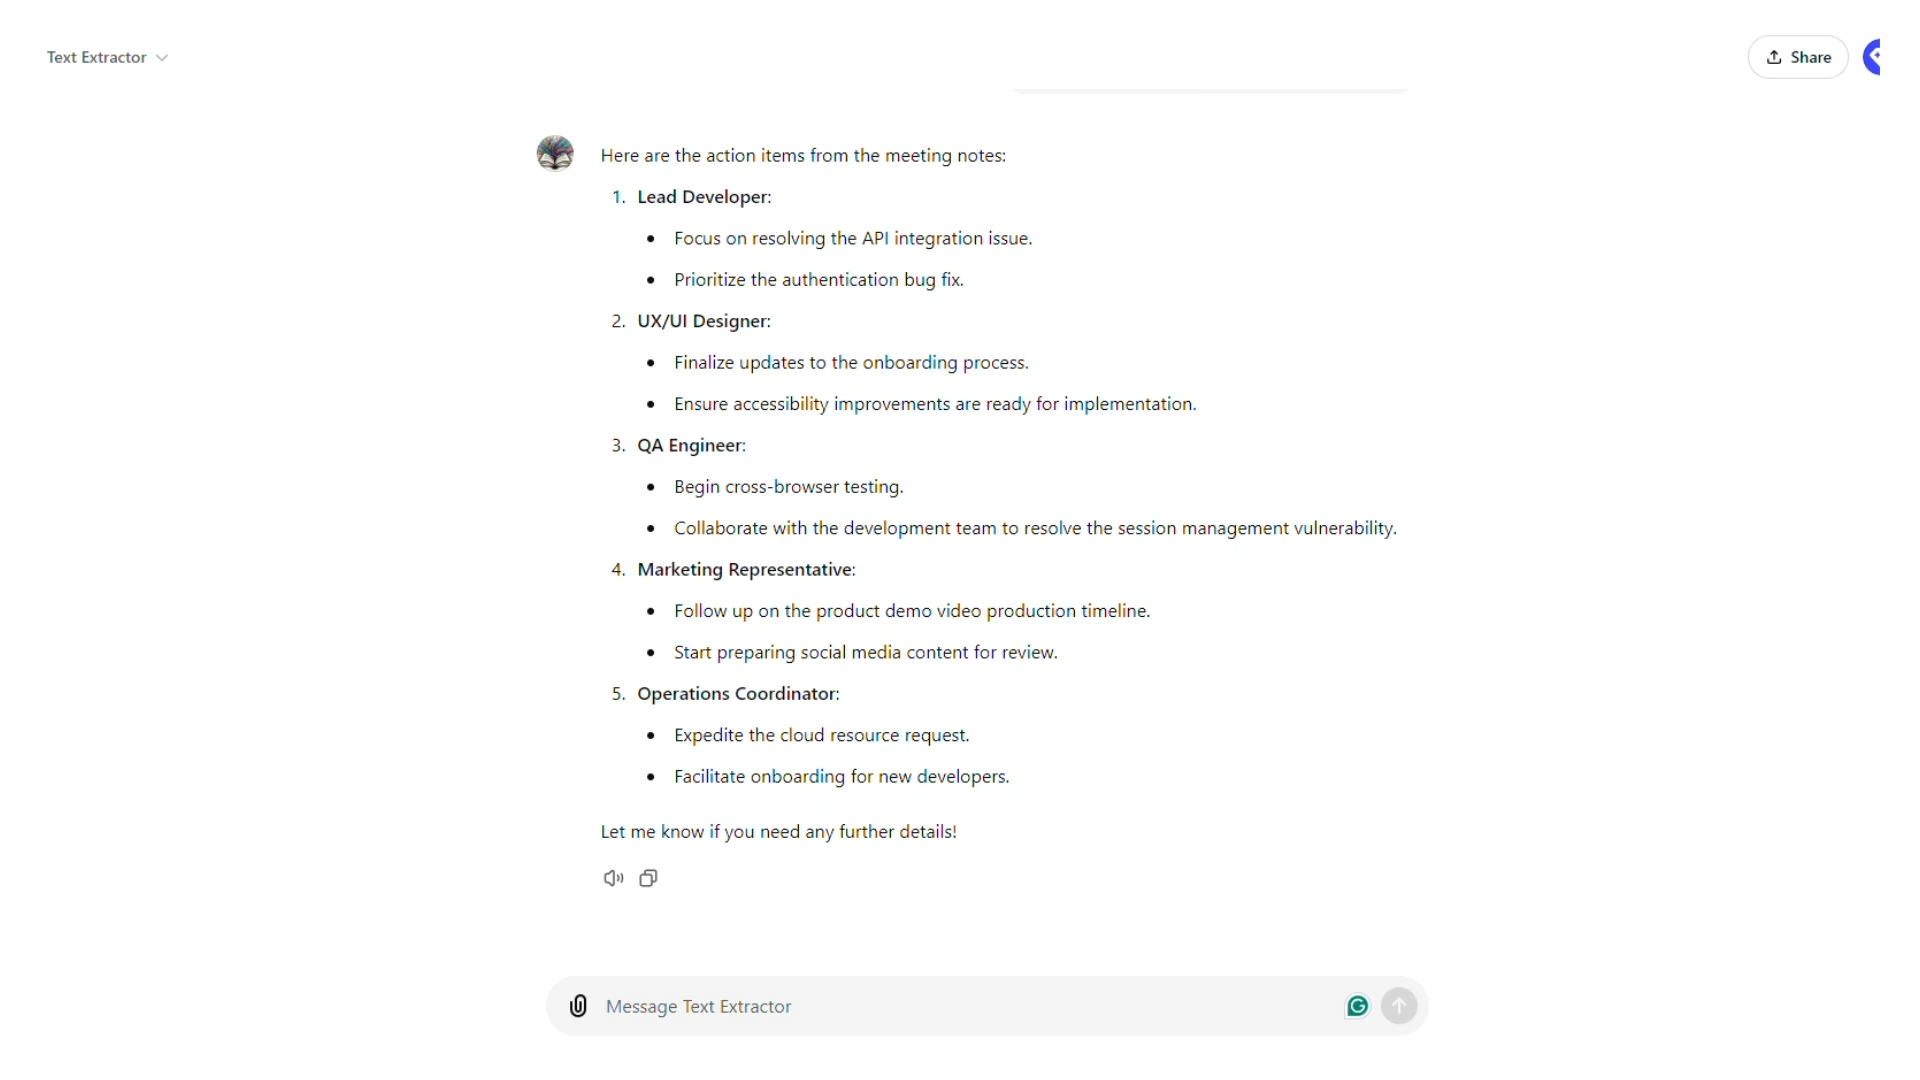 Text Extractor
Share
Here are the action items from the meeting notes:
1. Lead Developer:
• Focus on resolving the API integration issue.
• Prioritize the authentication bug fix.
2. UX/UI Designer:
• Finalize updates to the onboarding process.
• Ensure accessibility improvements are ready for implementation.
3. QA Engineer:
• Begin cross-browser testing.
• Collaborate with the development team to resolve the session management vulnerability.
4. Marketing Representative:
• Follow up on the product demo video production timeline.
• Start preparing social media content for review.
5. Operations Coordinator:
• Expedite the cloud resource request.
• Facilitate onboarding for new developers.
Let me know if you need any further details!
Message Text Extractor